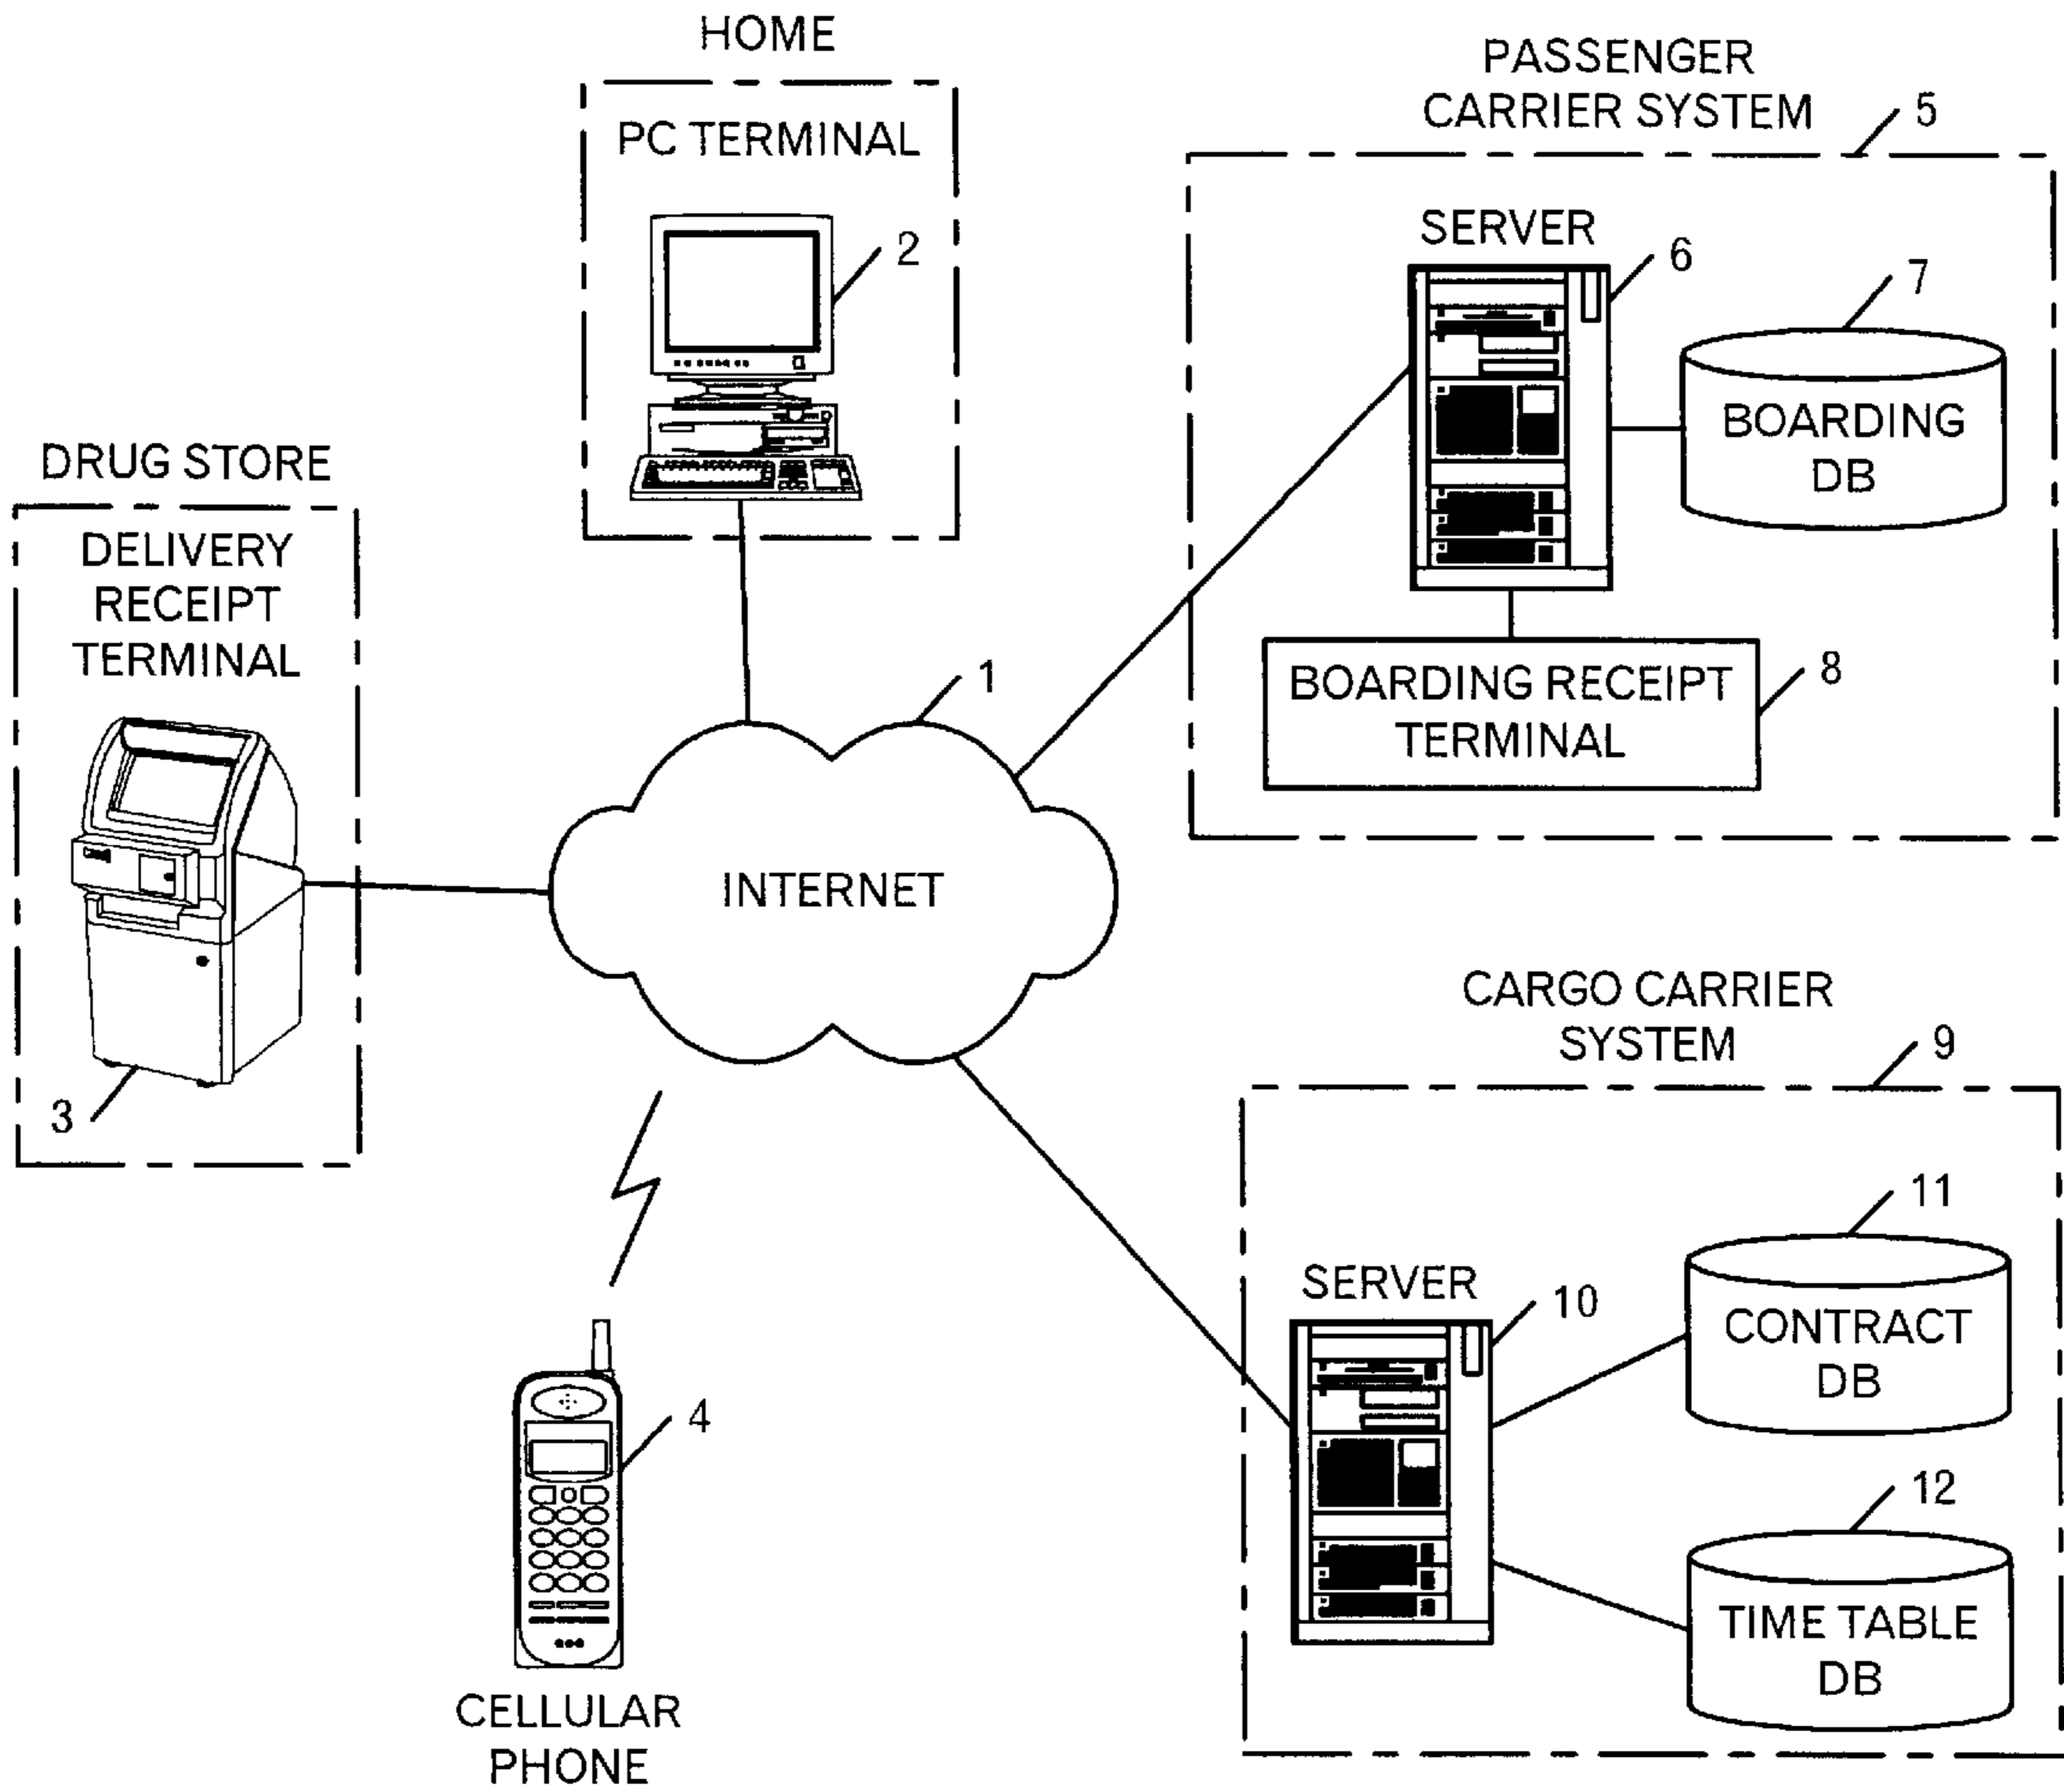 HOME
PC TERMINAL
2
PASSENGER
CARRIER SYSTEM
5
SERVER
6
7
BOARDING
DB
BOARDING RECEIPT
TERMINAL
8
DRUG STORE
DELIVERY
RECEIPT
TERMINAL
3
1
INTERNET
CARGO CARRIER
SYSTEM
9
SERVER
10
11
CONTRACT
DB
12
TIME TABLE
DB
4
CELLULAR
PHONE